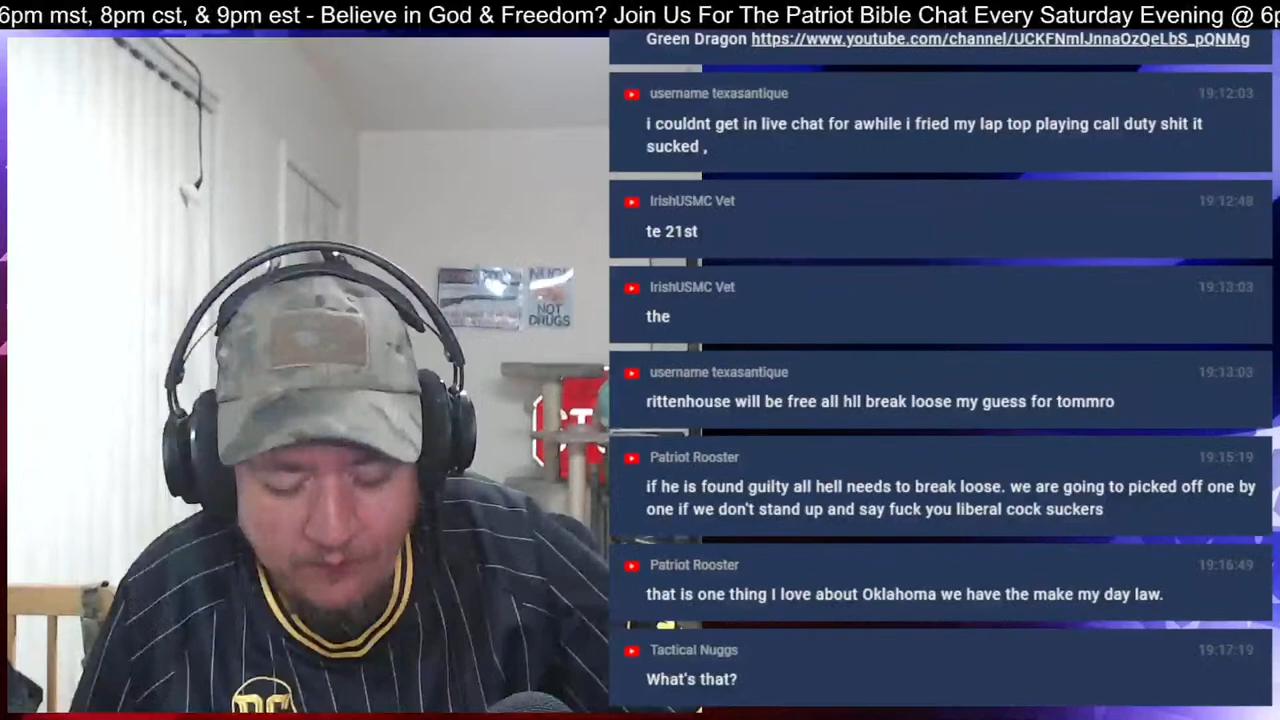 6pm mst, 8pm cst, & 9pm est - Believe in God & Freedom? Join Us For The Patriot Bible Chat Every Saturday Evening @ 6p
Green Dragon https://www.youtube.com/channel/UCKFNmlJnnaOzQeLbS_pQNMg
username texasantique 19:12:03
i couldnt get in live chat for awhile i fried my lap top playing call duty shit it
sucked ,
IrishUSMC Vet 19:12:48
te 21st
IrishUSMC Vet 19:13:03
the
username texasantique 19:13:03
rittenhouse will be free all hll break loose my guess for tommro
Patriot Rooster 19:15:19
if he is found guilty all hell needs to break loose. we are going to picked off one by
one if we don't stand up and say fuck you liberal cock suckers
Patriot Rooster 19:16:49
that is one thing I love about Oklahoma we have the make my day law.
Tactical Nuggs 19:17:19
What's that?
NOT
DRUGS